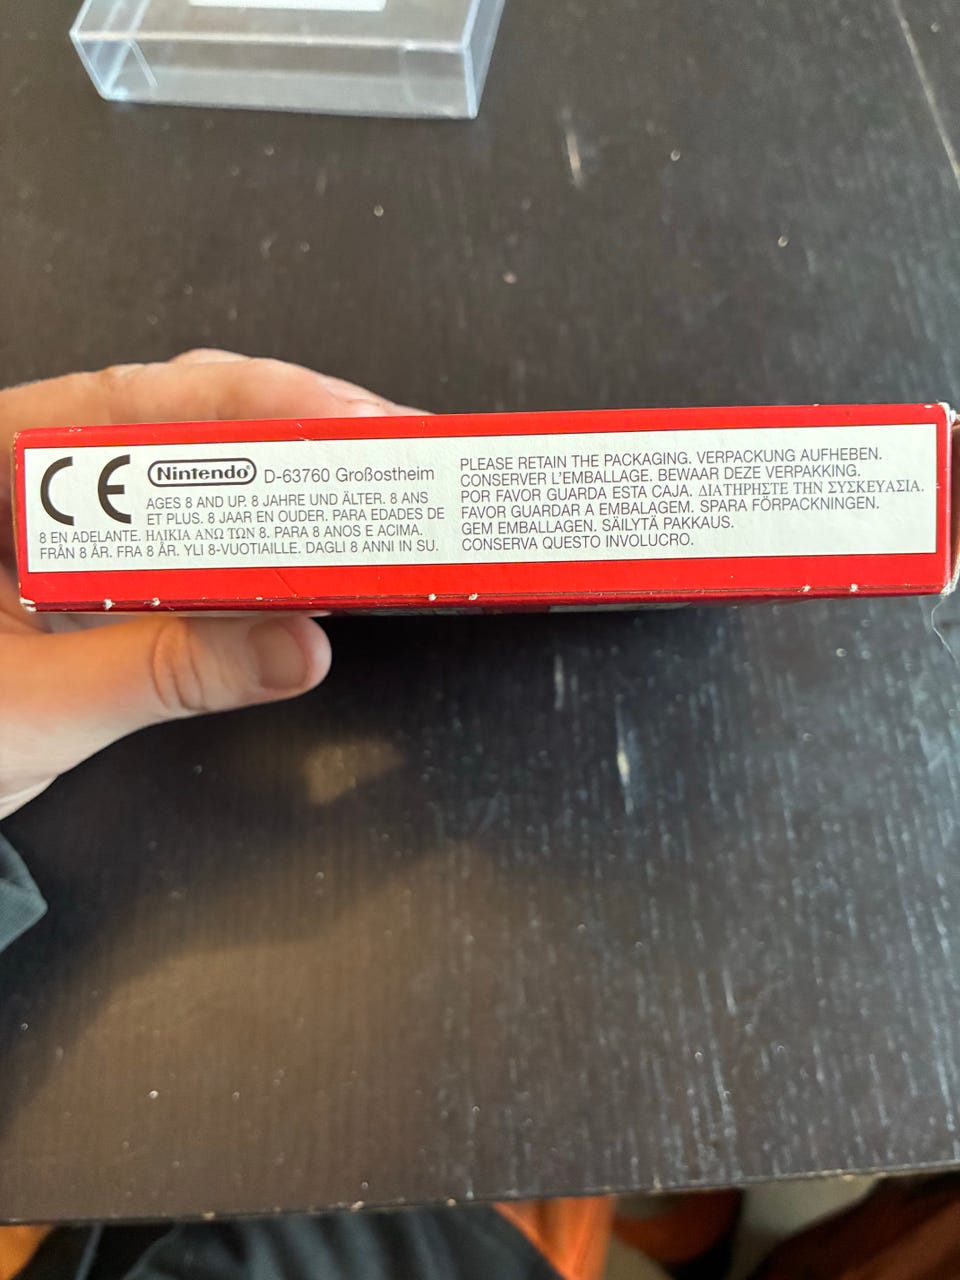 CE
Nintendo® D-63760 Großostheim
AGES 8 AND UP. 8 JAHRE UND ÄLTER. 8 ANS
ET PLUS. 8 JAAR EN OUDER. PARA EDADES DE
8 EN ADELANTE. ΗΛΙΚΙΑ ΑΝΩ ΤΩΝ 8. PARA 8 ANOS E ACIMA.
FRÅN 8 ÅR. FRA 8 ÅR. YLI 8-VUOTIAILLE. DAGLI 8 ANNI IN SU.
PLEASE RETAIN THE PACKAGING. VERPACKUNG AUFHEBEN.
CONSERVER L'EMBALLAGE. BEWAAR DEZE VERPAKKING.
POR FAVOR GUARDA ESTA CAJA. ΔΙΑΤΗΡΗΣΤΕ ΤΗΝ ΣΥΣΚΕΥΑΣΙΑ.
FAVOR GUARDAR A EMBALAGEM. SPARA FÖRPACKNINGEN.
GEM EMBALLAGEN. SÄILYTÄ PAKKAUS.
CONSERVA QUESTO INVOLUCRO.